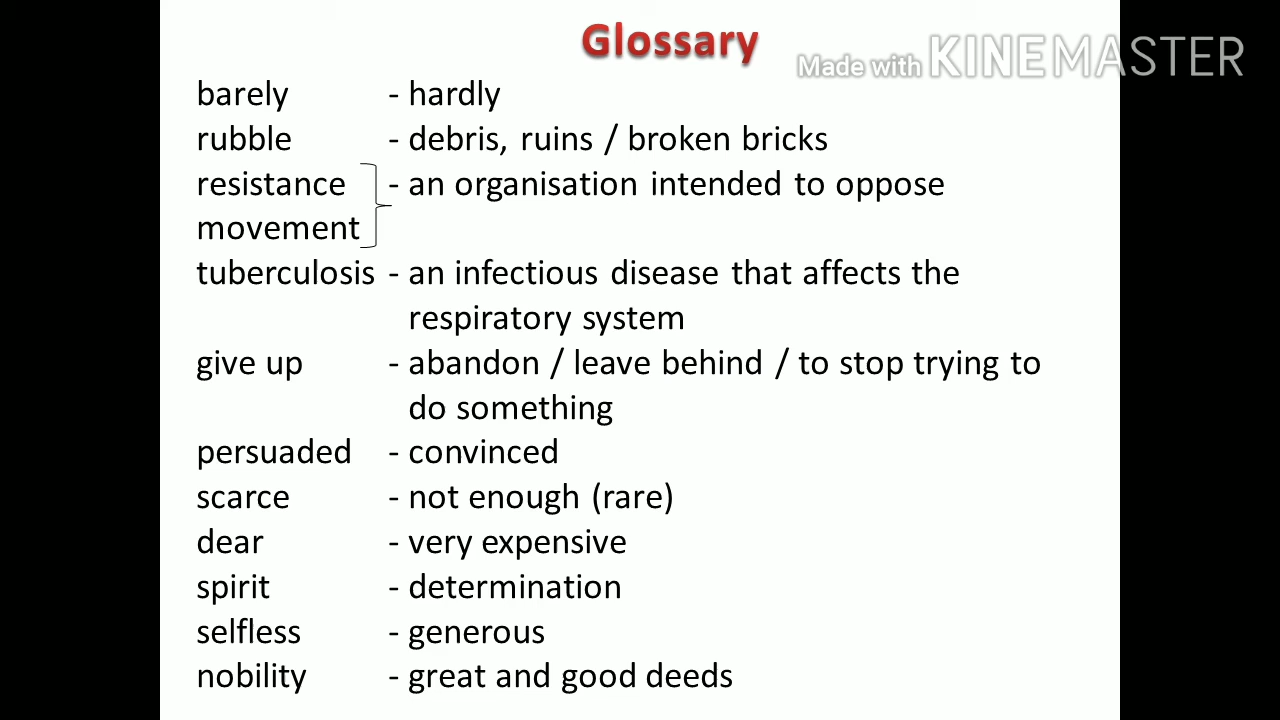 Glossary
Made with KINEMASTER
barely - hardly
rubble - debris, ruins / broken bricks
resistance - an organisation intended to oppose
movement
tuberculosis - an infectious disease that affects the
respiratory system
give up - abandon / leave behind / to stop trying to
do something
persuaded - convinced
scarce - not enough (rare)
dear - very expensive
spirit - determination
selfless - generous
nobility - great and good deeds